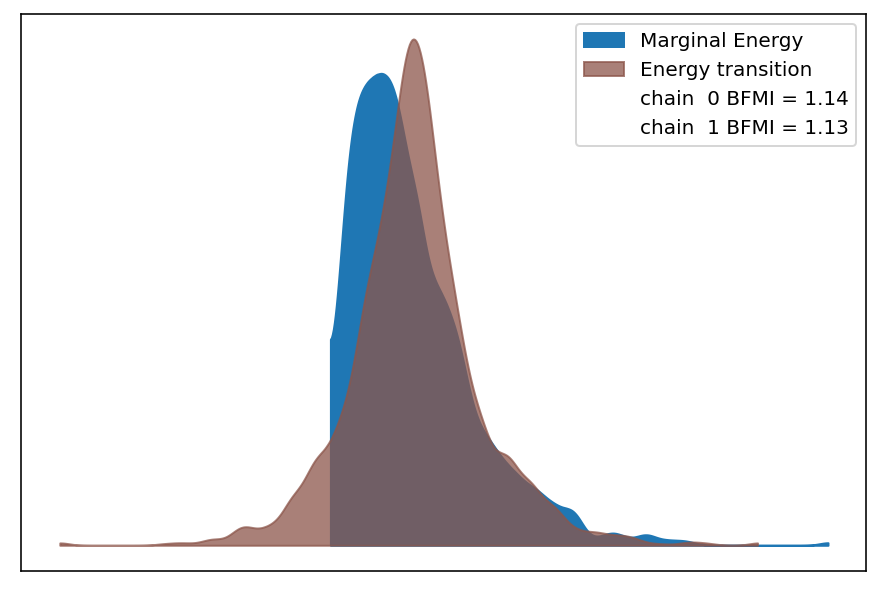 Marginal Energy
Energy transition
chain  0 BFMI = 1.14
chain  1 BFMI = 1.13